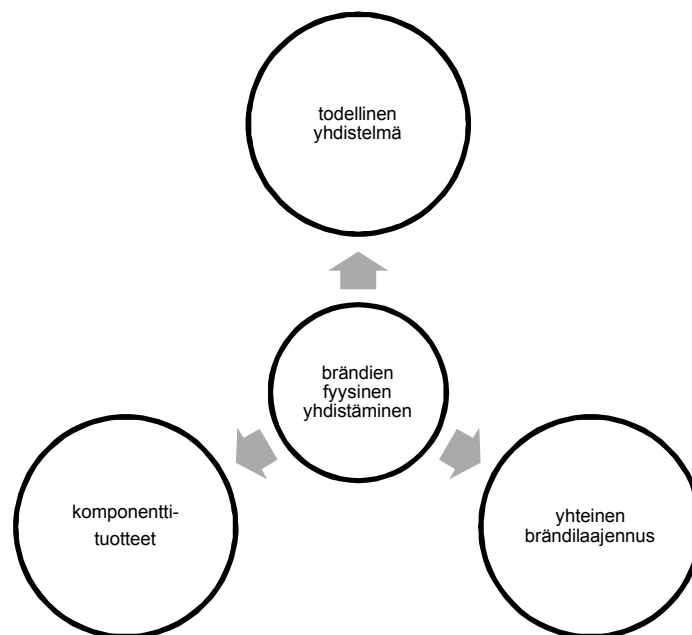 todellinen
yhdistelmä
brändien
fyysinen
yhdistäminen
komponentti-
tuotteet
yhteinen
brändilaajennus